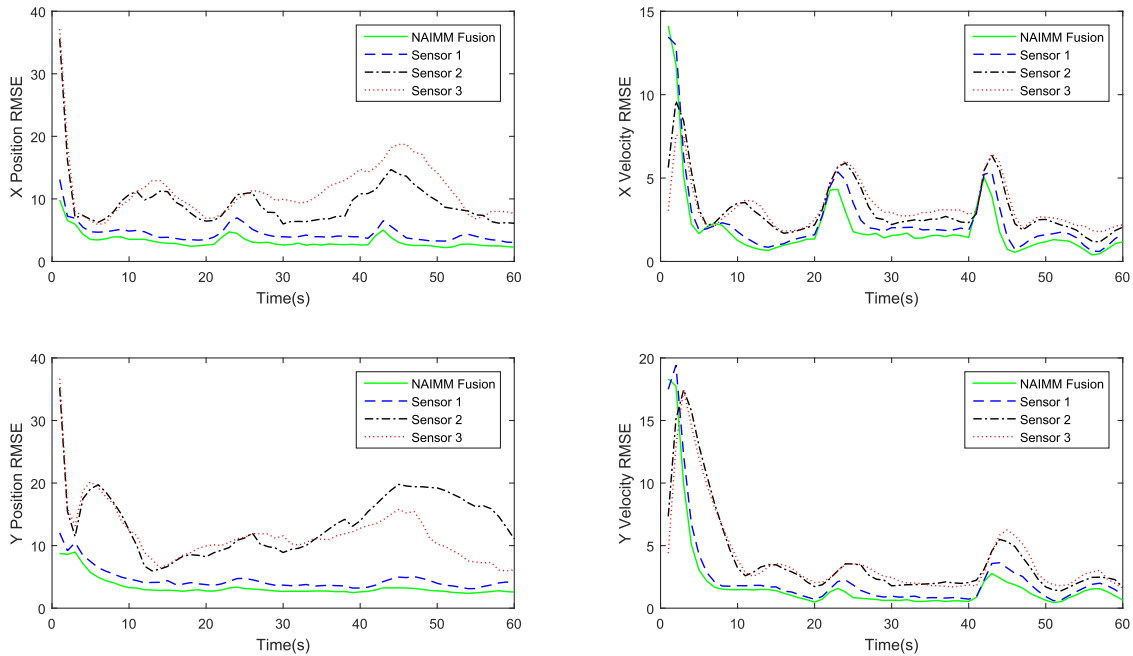 40
30
20
10
0
X Position RMSE
0 10 20 30 40 50 60
Time(s)
NAIMM Fusion
Sensor 1
Sensor 2
Sensor 3
15
10
5
0
X Velocity RMSE
0 10 20 30 40 50 60
Time(s)
NAIMM Fusion
Sensor 1
Sensor 2
Sensor 3
40
30
20
10
0
Y Position RMSE
0 10 20 30 40 50 60
Time(s)
NAIMM Fusion
Sensor 1
Sensor 2
Sensor 3
20
15
10
5
0
Y Velocity RMSE
0 10 20 30 40 50 60
Time(s)
NAIMM Fusion
Sensor 1
Sensor 2
Sensor 3